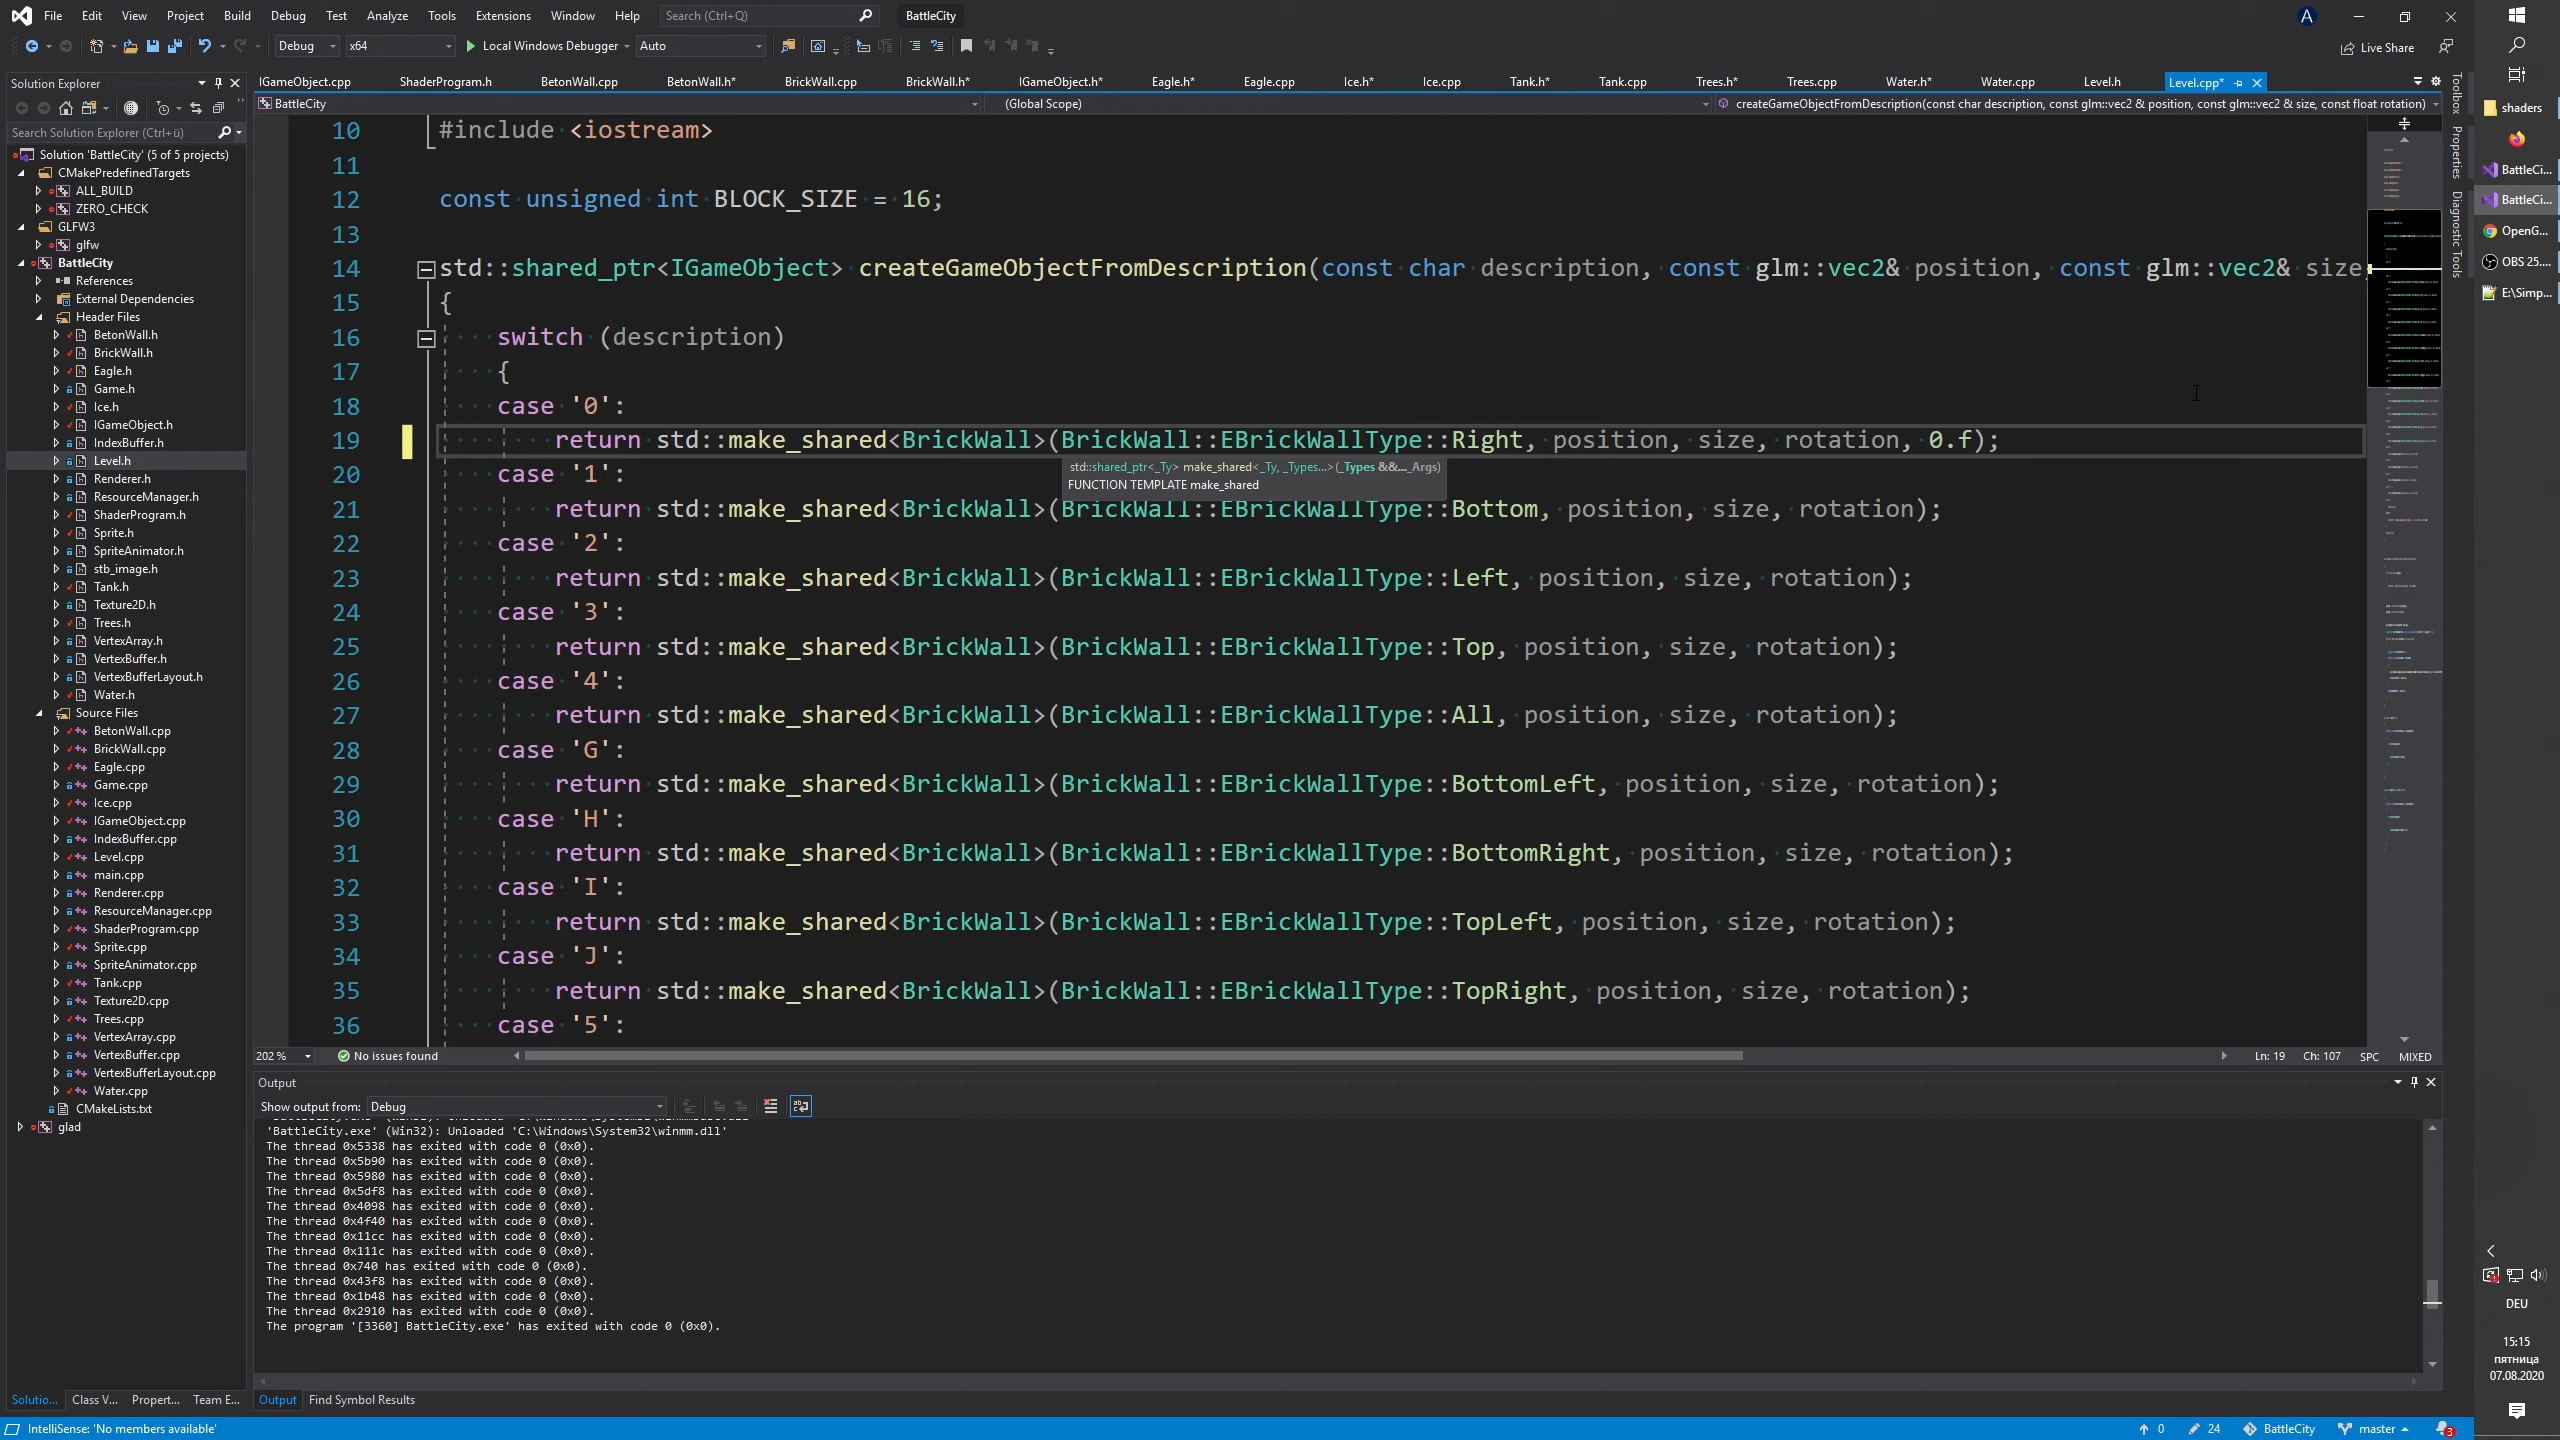 File Edit View Project Build Debug Test Analyze Tools Extensions Window Help Search (Ctrl+Q) BattleCity
Debug x64 Local Windows Debugger Auto Live Share
Solution Explorer
Search Solution Explorer (Ctrl+ü)
Solution 'BattleCity' (5 of 5 projects)
CMakePredefinedTargets
ALL_BUILD
ZERO_CHECK
GLFW3
glfw
BattleCity
References
External Dependencies
Header Files
BetonWall.h
BrickWall.h
Eagle.h
Game.h
Ice.h
IGameObject.h
IndexBuffer.h
Level.h
Renderer.h
ResourceManager.h
ShaderProgram.h
Sprite.h
SpriteAnimator.h
stb_image.h
Tank.h
Texture2D.h
Trees.h
VertexArray.h
VertexBuffer.h
VertexBufferLayout.h
Water.h
Source Files
BetonWall.cpp
BrickWall.cpp
Eagle.cpp
Game.cpp
Ice.cpp
IGameObject.cpp
IndexBuffer.cpp
Level.cpp
main.cpp
Renderer.cpp
ResourceManager.cpp
ShaderProgram.cpp
Sprite.cpp
SpriteAnimator.cpp
Tank.cpp
Texture2D.cpp
Trees.cpp
VertexArray.cpp
VertexBuffer.cpp
VertexBufferLayout.cpp
Water.cpp
CMakeLists.txt
glad
Solutio... Class V... Propert... Team E...
IGameObject.cpp ShaderProgram.h BetonWall.cpp BetonWall.h* BrickWall.cpp BrickWall.h* IGameObject.h* Eagle.h* Eagle.cpp Ice.h* Ice.cpp Tank.h* Tank.cpp Trees.h* Trees.cpp Water.h* Water.cpp Level.h Level.cpp*
BattleCity (Global Scope) createGameObjectFromDescription(const char description, const glm::vec2 & position, const glm::vec2 & size, const float rotation)
10 #include <iostream>
11
12 const unsigned int BLOCK_SIZE = 16;
13
14 std::shared_ptr<IGameObject> createGameObjectFromDescription(const char description, const glm::vec2& position, const glm::vec2& size,
15 {
16 switch (description)
17 {
18 case '0':
19 return std::make_shared<BrickWall>(BrickWall::EBrickWallType::Right, position, size, rotation, 0.f);
std::shared_ptr<_Ty> make_shared<_Ty, _Types...>(_Types &&..._Args)
FUNCTION TEMPLATE make_shared
20 case '1':
21 return std::make_shared<BrickWall>(BrickWall::EBrickWallType::Bottom, position, size, rotation);
22 case '2':
23 return std::make_shared<BrickWall>(BrickWall::EBrickWallType::Left, position, size, rotation);
24 case '3':
25 return std::make_shared<BrickWall>(BrickWall::EBrickWallType::Top, position, size, rotation);
26 case '4':
27 return std::make_shared<BrickWall>(BrickWall::EBrickWallType::All, position, size, rotation);
28 case 'G':
29 return std::make_shared<BrickWall>(BrickWall::EBrickWallType::BottomLeft, position, size, rotation);
30 case 'H':
31 return std::make_shared<BrickWall>(BrickWall::EBrickWallType::BottomRight, position, size, rotation);
32 case 'I':
33 return std::make_shared<BrickWall>(BrickWall::EBrickWallType::TopLeft, position, size, rotation);
34 case 'J':
35 return std::make_shared<BrickWall>(BrickWall::EBrickWallType::TopRight, position, size, rotation);
36 case '5':
202 % No issues found Ln: 19 Ch: 107 SPC MIXED
Output
Show output from: Debug
'BattleCity.exe' (Win32): Unloaded 'C:\Windows\System32\winmm.dll'
The thread 0x5338 has exited with code 0 (0x0).
The thread 0x5b90 has exited with code 0 (0x0).
The thread 0x5980 has exited with code 0 (0x0).
The thread 0x5df8 has exited with code 0 (0x0).
The thread 0x4098 has exited with code 0 (0x0).
The thread 0x4f40 has exited with code 0 (0x0).
The thread 0x11cc has exited with code 0 (0x0).
The thread 0x111c has exited with code 0 (0x0).
The thread 0x740 has exited with code 0 (0x0).
The thread 0x43f8 has exited with code 0 (0x0).
The thread 0x1b48 has exited with code 0 (0x0).
The thread 0x2910 has exited with code 0 (0x0).
The program '[3360] BattleCity.exe' has exited with code 0 (0x0).
Output Find Symbol Results
IntelliSense: 'No members available' 0 24 BattleCity master 3
Toolbox
Properties
Diagnostic Tools
A
shaders
BattleCi...
BattleCi...
OpenG...
OBS 25....
E:\Simp...
DEU
15:15
пятница
07.08.2020